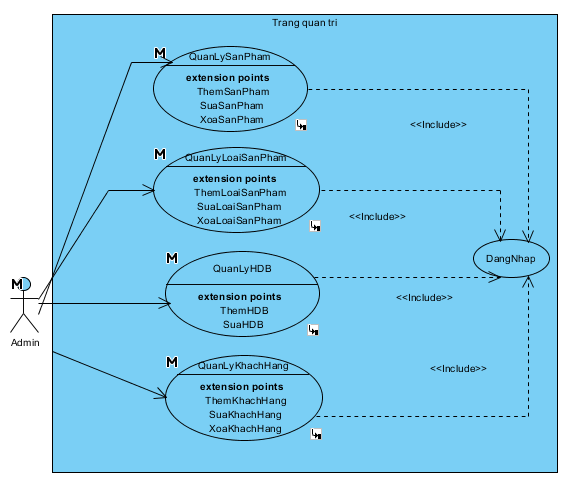 Trang quan tri
M
QuanLySanPham
extension points
ThemSanPham
SuaSanPham
XoaSanPham
<<Include>>
M
QuanLyLoaiSanPham
extension points
ThemLoaiSanPham
SuaLoaiSanPham
XoaLoaiSanPham
<<Include>>
M
QuanLyHDB
extension points
ThemHDB
SuaHDB
DangNhap
<<Include>>
M
Admin
M
QuanLyKhachHang
extension points
ThemKhachHang
SuaKhachHang
XoaKhachHang
<<Include>>